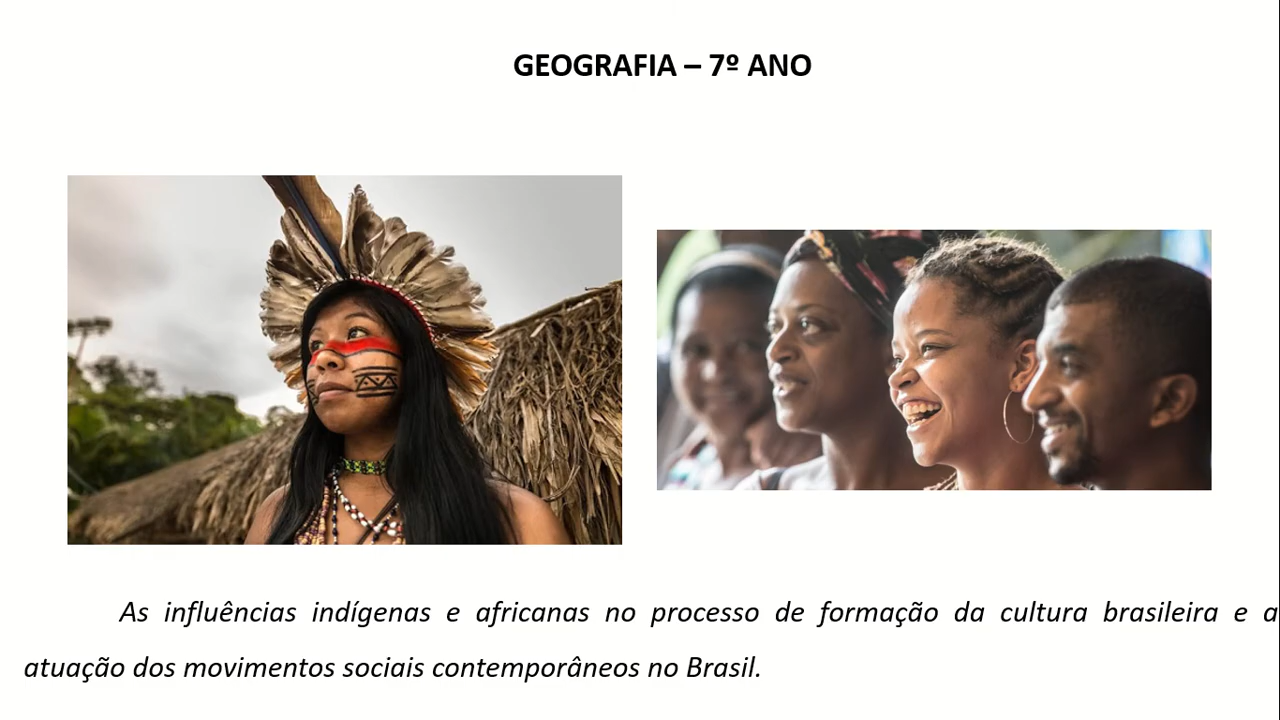 GEOGRAFIA – 7º ANO
As influências indígenas e africanas no processo de formação da cultura brasileira e a
atuação dos movimentos sociais contemporâneos no Brasil.